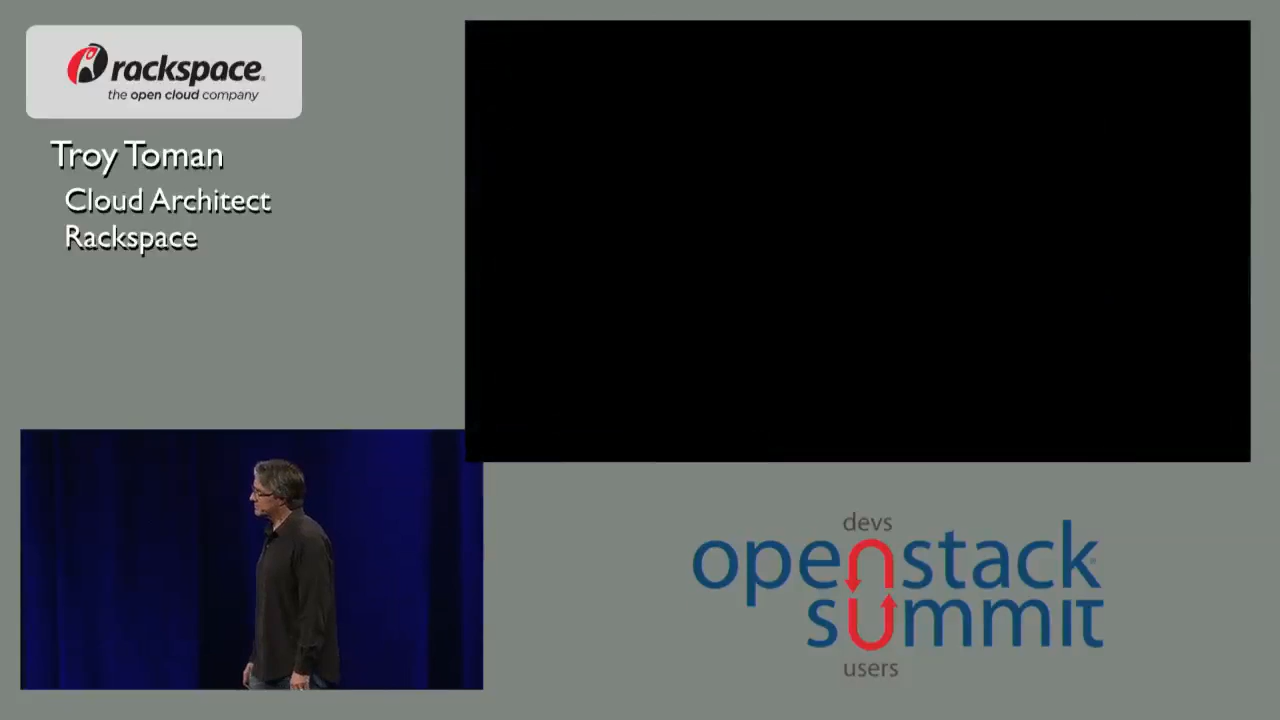 rackspace
the open cloud company
Troy Toman
Cloud Architect
Rackspace
devs
openstack
summit
users